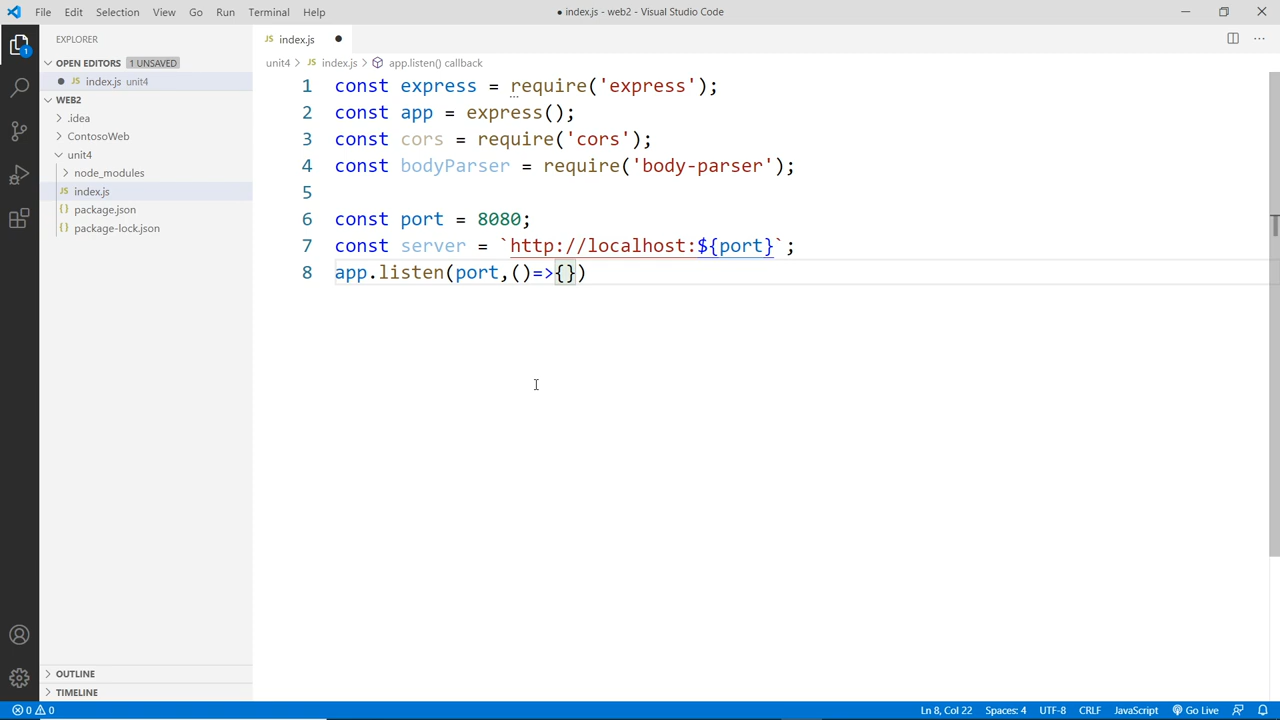 File Edit Selection View Go Run Terminal Help
● index.js - web2 - Visual Studio Code
EXPLORER
OPEN EDITORS 1 UNSAVED
JS index.js unit4
WEB2
.idea
ContosoWeb
unit4
node_modules
JS index.js
{} package.json
{} package-lock.json
OUTLINE
TIMELINE
1
JS index.js ●
unit4 > JS index.js > app.listen() callback
1 const express = require('express');
2 const app = express();
3 const cors = require('cors');
4 const bodyParser = require('body-parser');
5
6 const port = 8080;
7 const server = `http://localhost:${port}`;
8 app.listen(port,()=>{})
0 0
Ln 8, Col 22 Spaces: 4 UTF-8 CRLF JavaScript Go Live